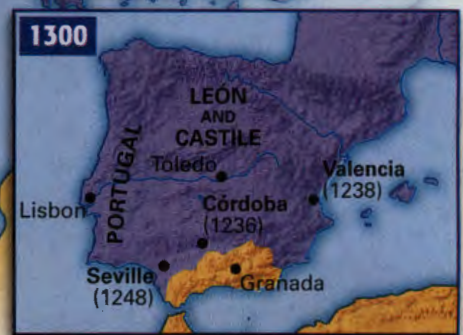 1300
LEÓN
AND
CASTILE
PORTUGAL
Toledo
Valencia
(1238)
Lisbon
Córdoba
(1236)
Seville
(1248)
Granada